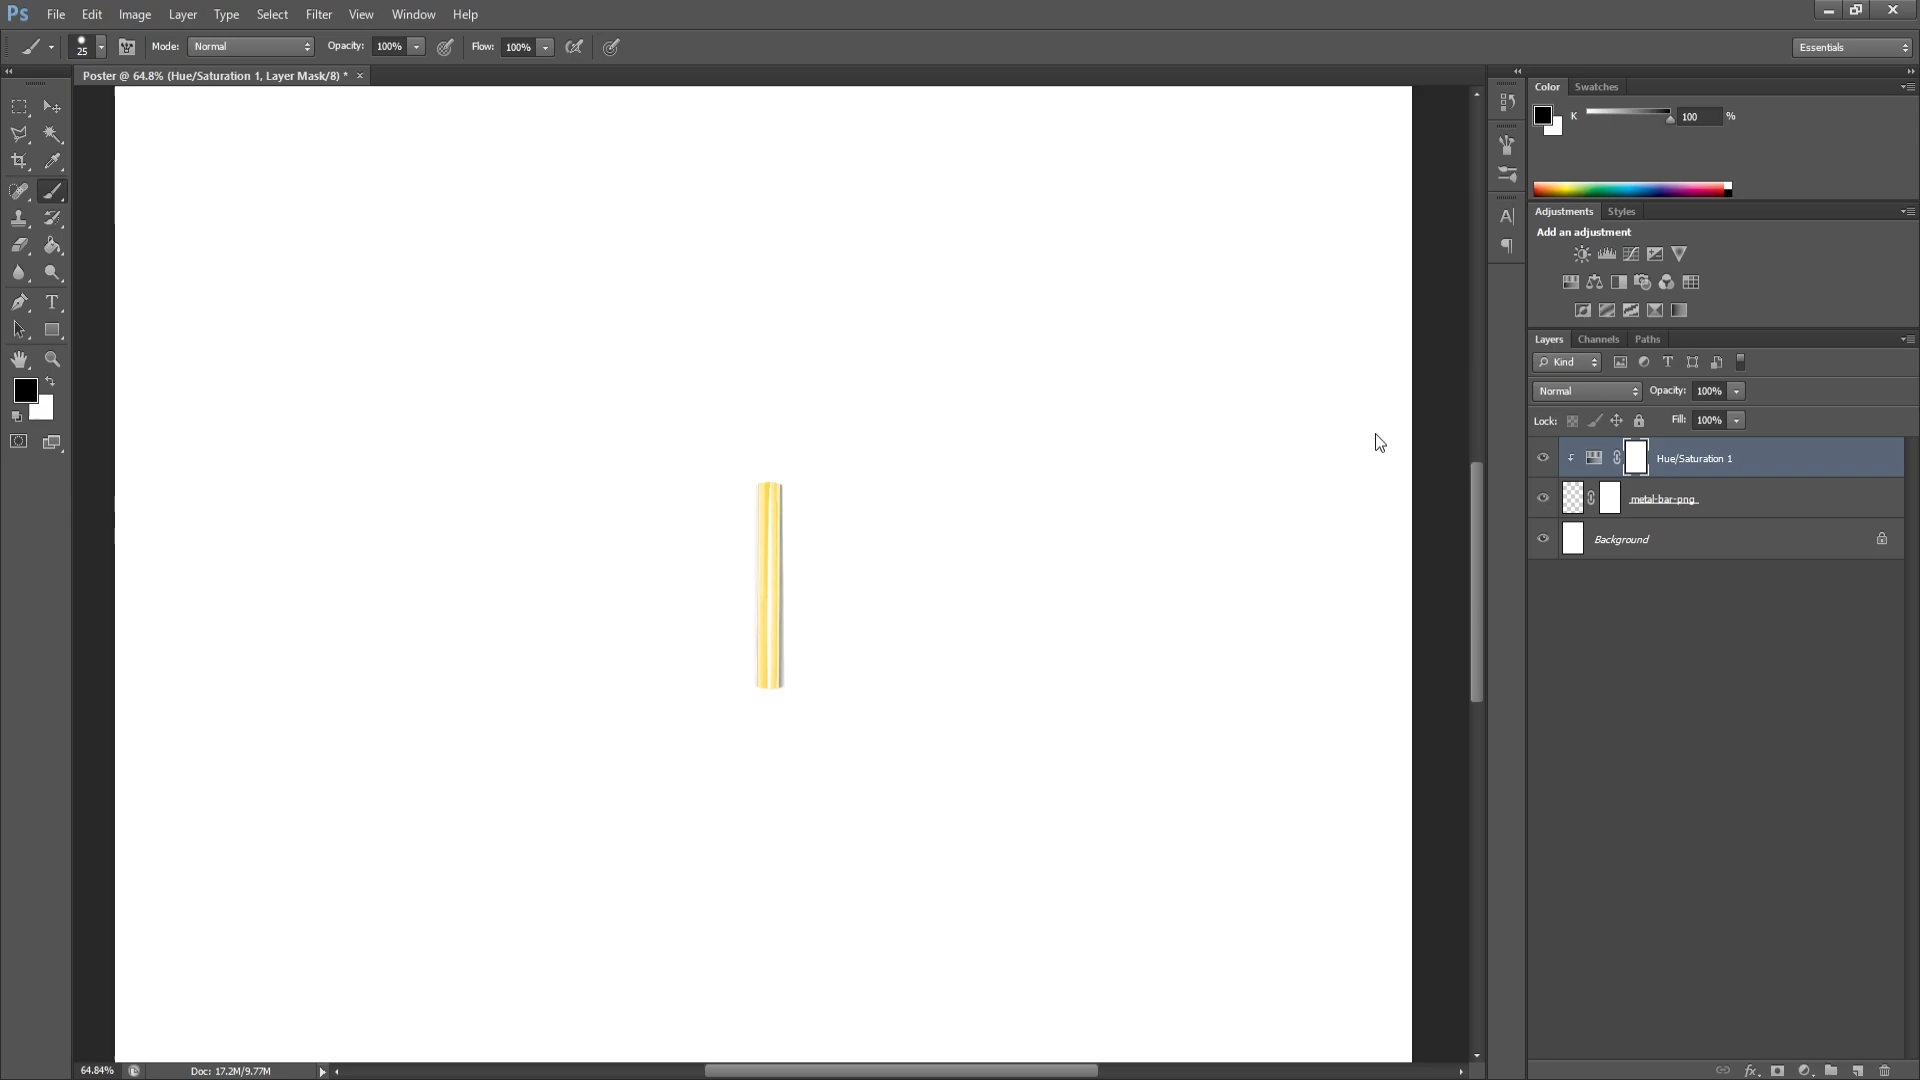 Ps File Edit Image Layer Type Select Filter View Window Help
25 Mode: Normal Opacity: 100% Flow: 100% Essentials
Poster @ 64.8% (Hue/Saturation 1, Layer Mask/8) * ×
Color Swatches
K 100 %
Adjustments Styles
Add an adjustment
Layers Channels Paths
Kind
Normal Opacity: 100%
Lock: Fill: 100%
Hue/Saturation 1
metal-bar-png
Background
64.84% Doc: 17.2M/9.77M